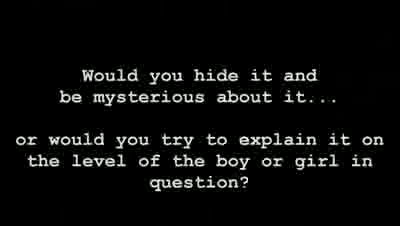 Would you hide it and
be mysterious about it...
or would you try to explain it on
the level of the boy or girl in
question?